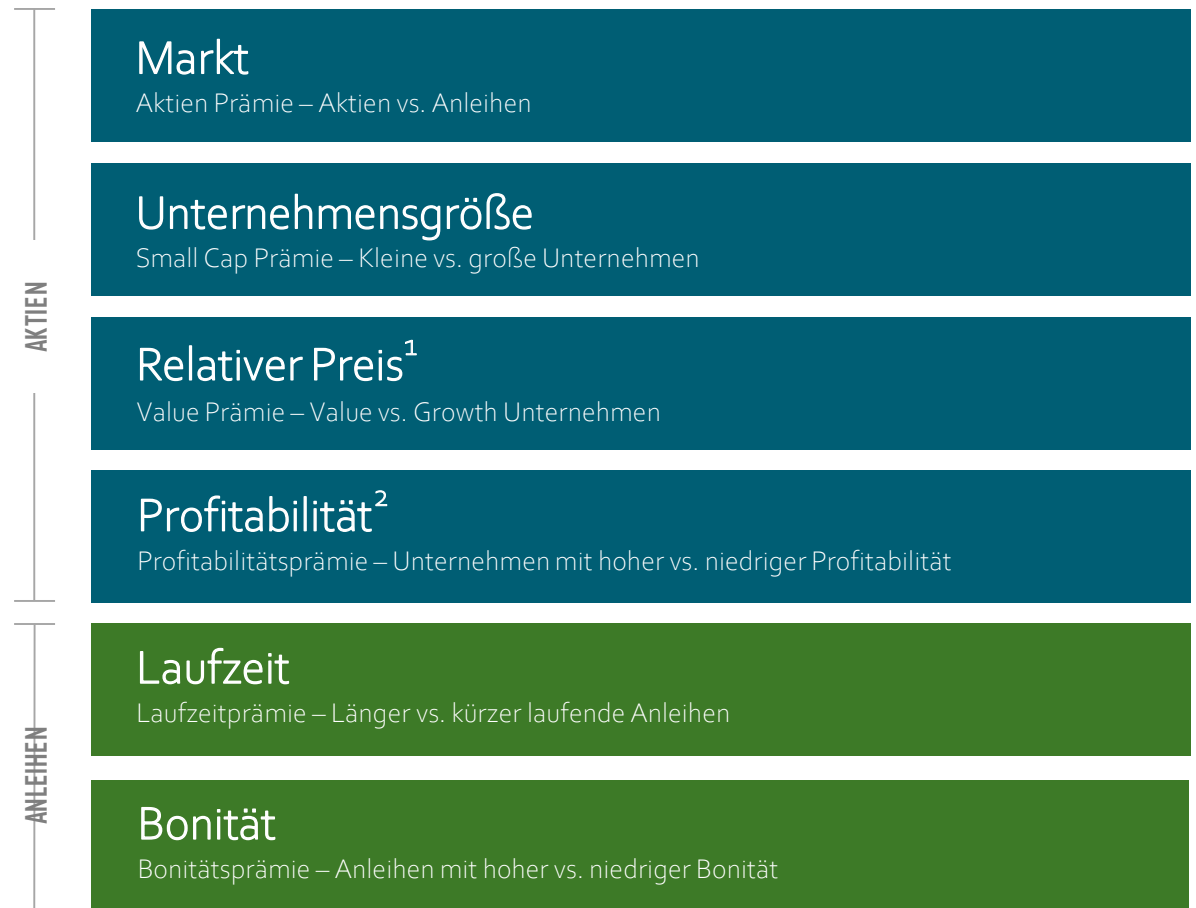 AKTIEN
Markt
Aktien Prämie – Aktien vs. Anleihen
Unternehmensgröße
Small Cap Prämie – Kleine vs. große Unternehmen
Relativer Preis¹
Value Prämie – Value vs. Growth Unternehmen
Profitabilität²
Profitabilitätsprämie – Unternehmen mit hoher vs. niedriger Profitabilität
ANLEIHEN
Laufzeit
Laufzeitprämie – Länger vs. kürzer laufende Anleihen
Bonität
Bonitätsprämie – Anleihen mit hoher vs. niedriger Bonität